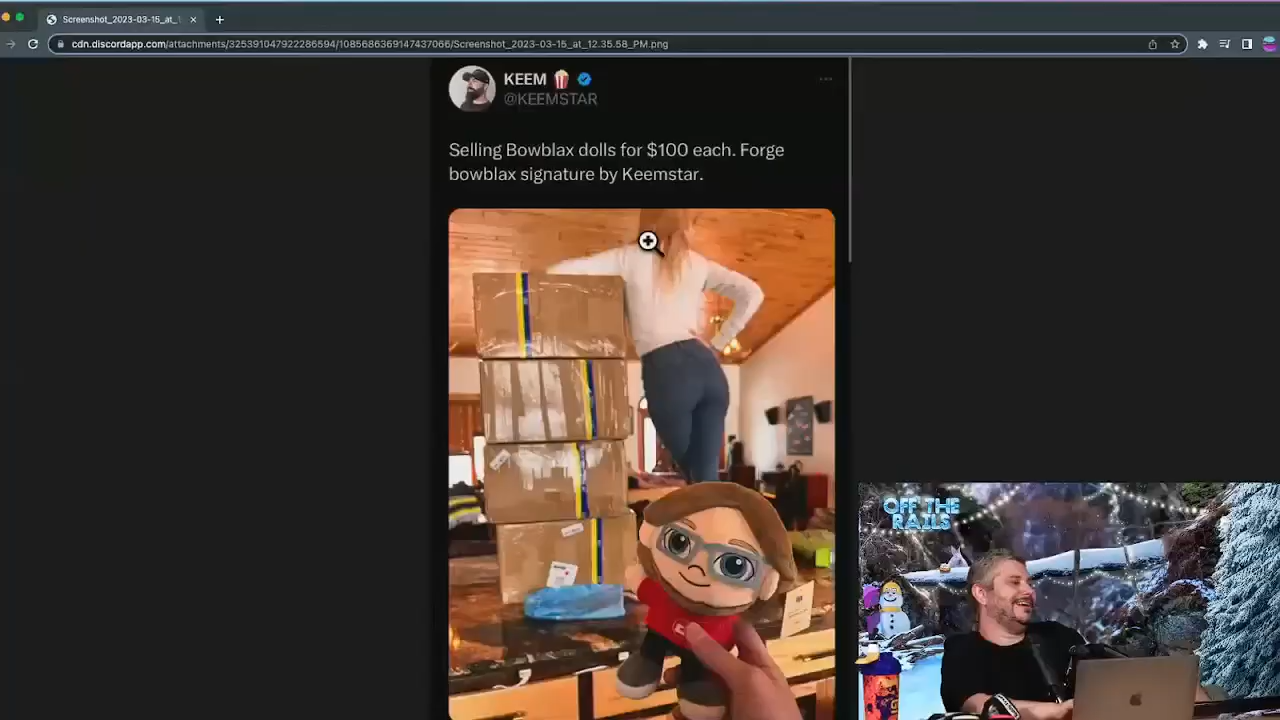 Screenshot_2023-03-15_at_1
cdn.discordapp.com/attachments/325391047922286594/1085686369147437066/Screenshot_2023-03-15_at_12.35.58_PM.png
KEEM
@KEEMSTAR
Selling Bowblax dolls for $100 each. Forge
bowblax signature by Keemstar.
OFF THE
RAILS